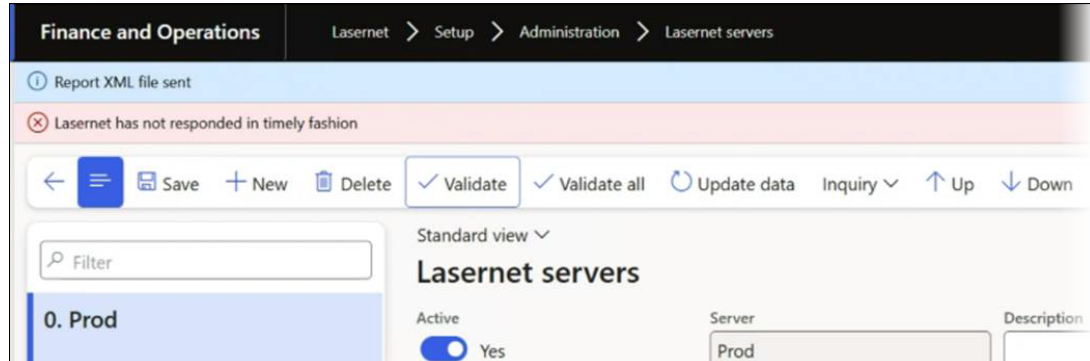 Finance and Operations Lasernet > Setup > Administration > Lasernet servers
Report XML file sent
Lasernet has not responded in timely fashion
Save New Delete Validate Validate all Update data Inquiry Up Down
Filter
0. Prod
Standard view
Lasernet servers
Active Server Description
Yes Prod